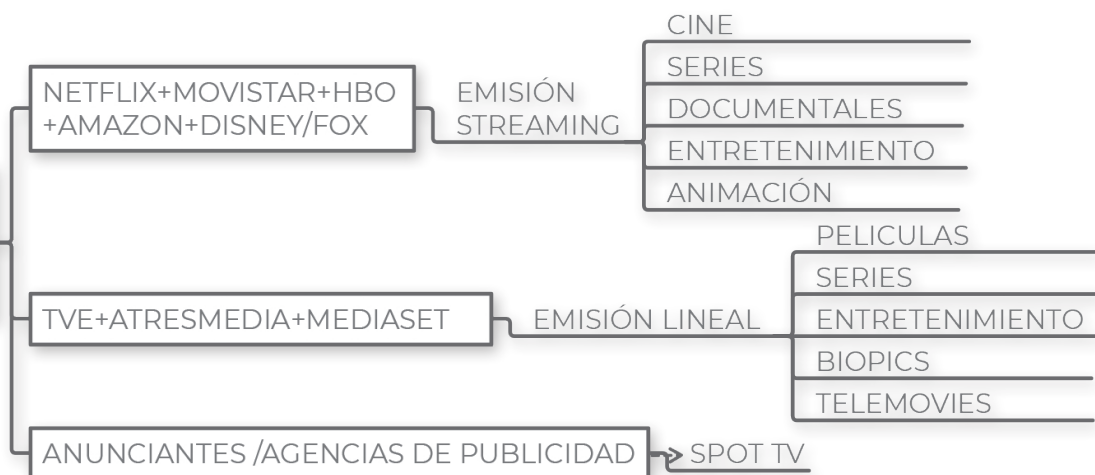 NETFLIX+MOVISTAR+HBO
+AMAZON+DISNEY/FOX
EMISIÓN
STREAMING
CINE
SERIES
DOCUMENTALES
ENTRETENIMIENTO
ANIMACIÓN
TVE+ATRESMEDIA+MEDIASET
EMISIÓN LINEAL
PELICULAS
SERIES
ENTRETENIMIENTO
BIOPICS
TELEMOVIES
ANUNCIANTES /AGENCIAS DE PUBLICIDAD
SPOT TV